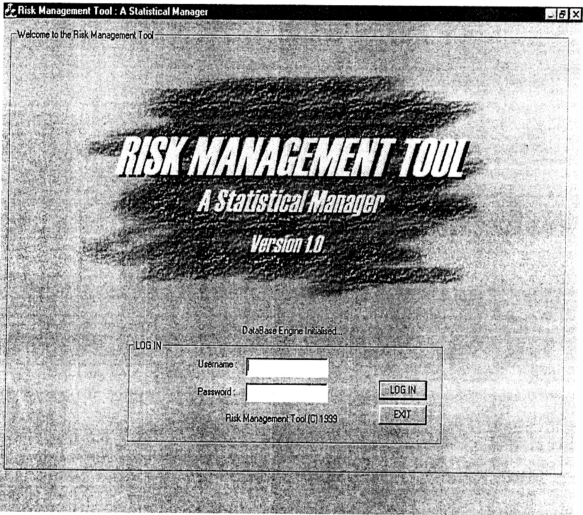 Risk Management Tool : A Statistical Manager
Welcome to the Risk Management Tool
RISK MANAGEMENT TOOL
A Statistical Manager
Version 1.0
DataBase Engine Initialised...
LOG IN
Username :
Password :
LOG IN
Risk Management Tool (C) 1999
EXIT